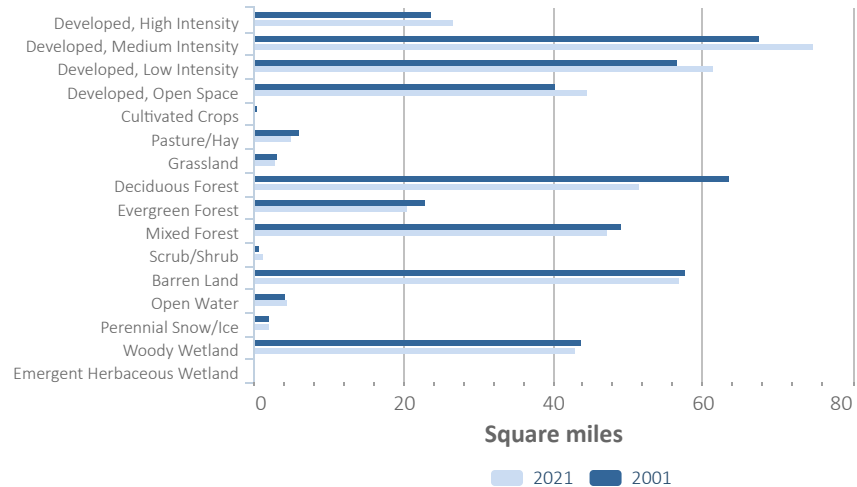 Developed, High Intensity
Developed, Medium Intensity
Developed, Low Intensity
Developed, Open Space
Cultivated Crops
Pasture/Hay
Grassland
Deciduous Forest
Evergreen Forest
Mixed Forest
Scrub/Shrub
Barren Land
Open Water
Perennial Snow/Ice
Woody Wetland
Emergent Herbaceous Wetland
0 20 40 60 80
Square miles
2021 2001